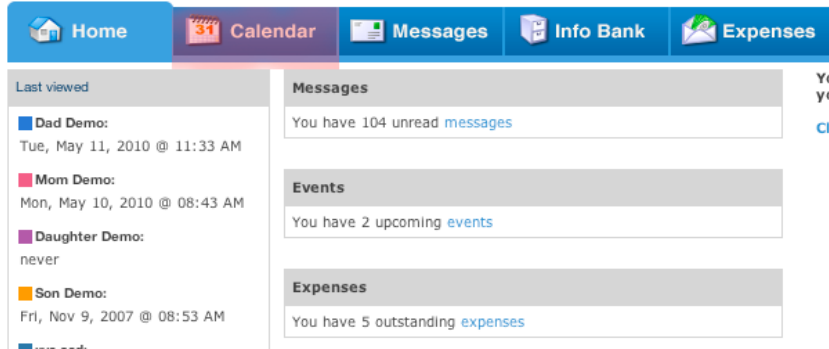 Home
31 Calendar
Messages
Info Bank
Expenses
Last viewed
Dad Demo:
Tue, May 11, 2010 @ 11:33 AM
Mom Demo:
Mon, May 10, 2010 @ 08:43 AM
Daughter Demo:
never
Son Demo:
Fri, Nov 9, 2007 @ 08:53 AM
Messages
You have 104 unread messages
Events
You have 2 upcoming events
Expenses
You have 5 outstanding expenses